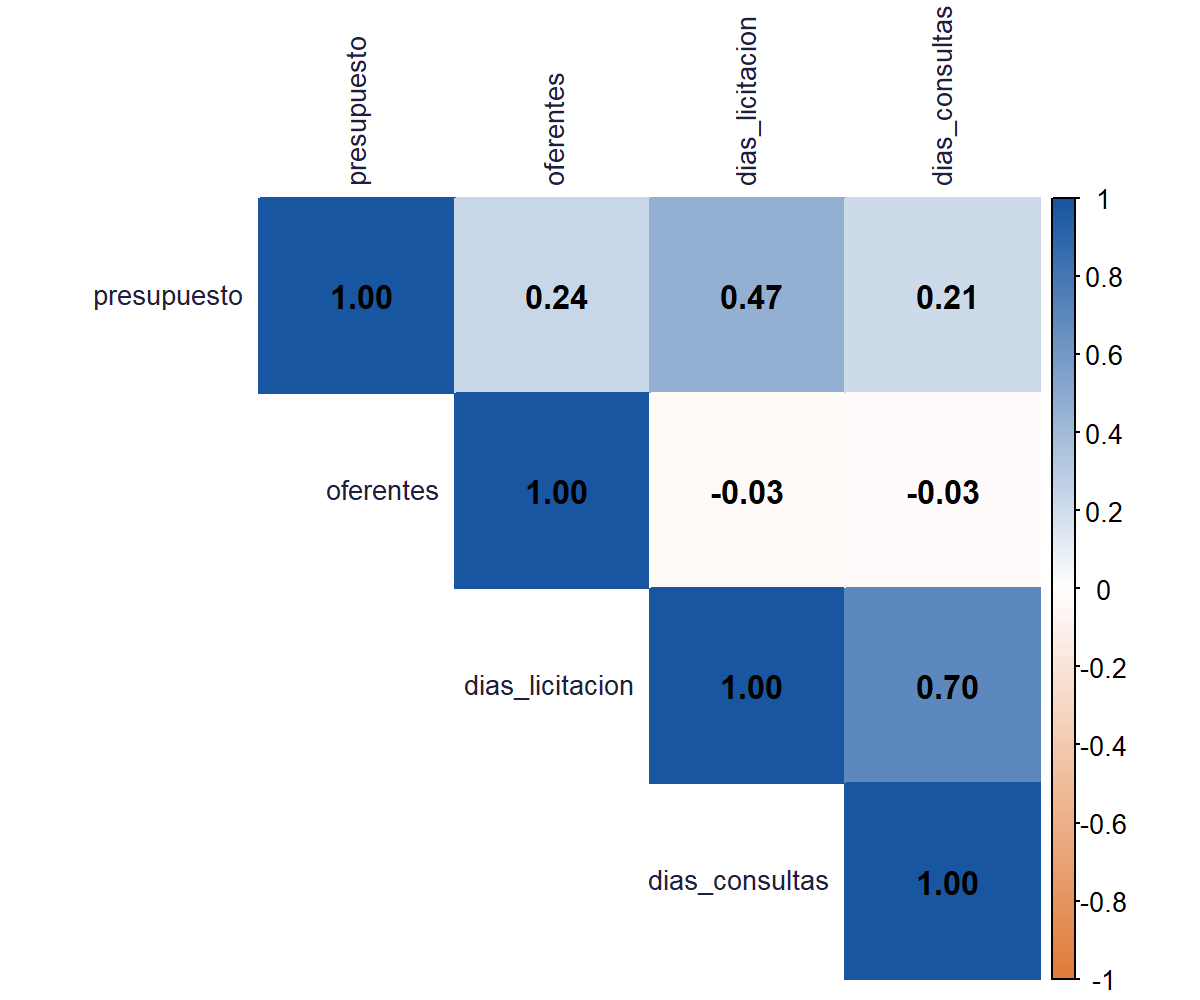 presupuesto
oferentes
dias_licitacion
dias_consultas
presupuesto 1.00 0.24 0.47 0.21
oferentes 1.00 -0.03 -0.03
dias_licitacion 1.00 0.70
dias_consultas 1.00
1
0.8
0.6
0.4
0.2
0
-0.2
-0.4
-0.6
-0.8
-1